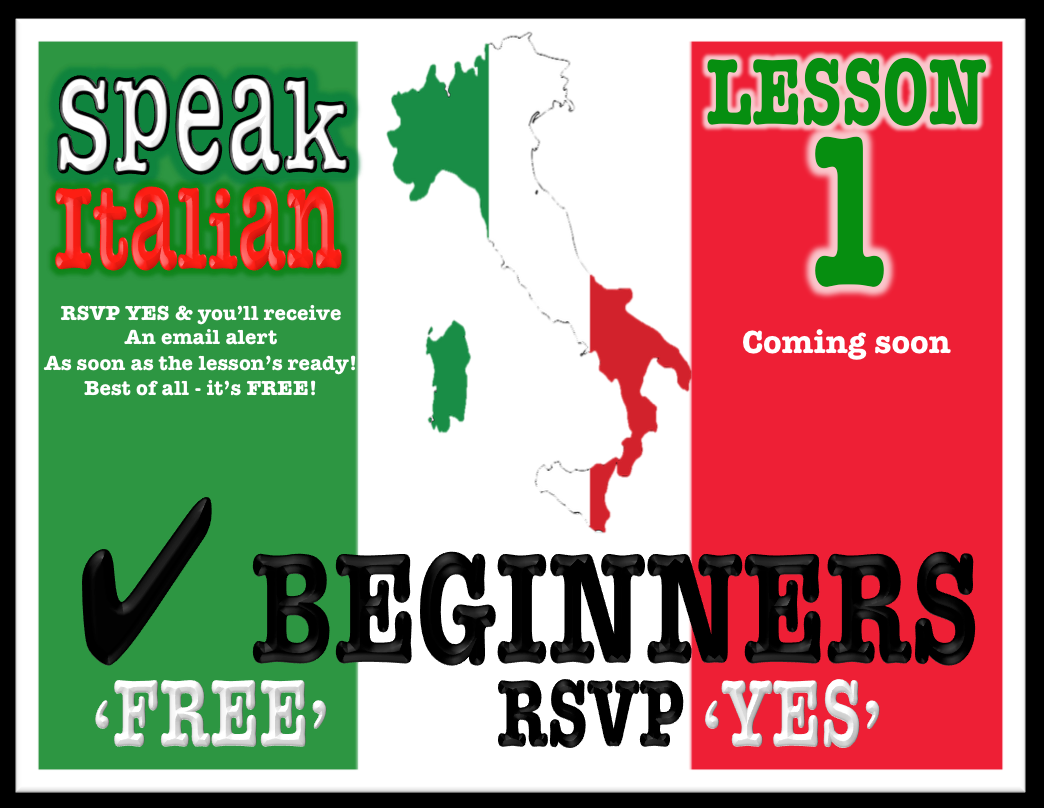 Speak
Italian
RSVP YES & you'll receive
An email alert
As soon as the lesson's ready!
Best of all - it's FREE!
LESSON
1
Coming soon
✓ BEGINNERS
‘FREE’ RSVP ‘YES’